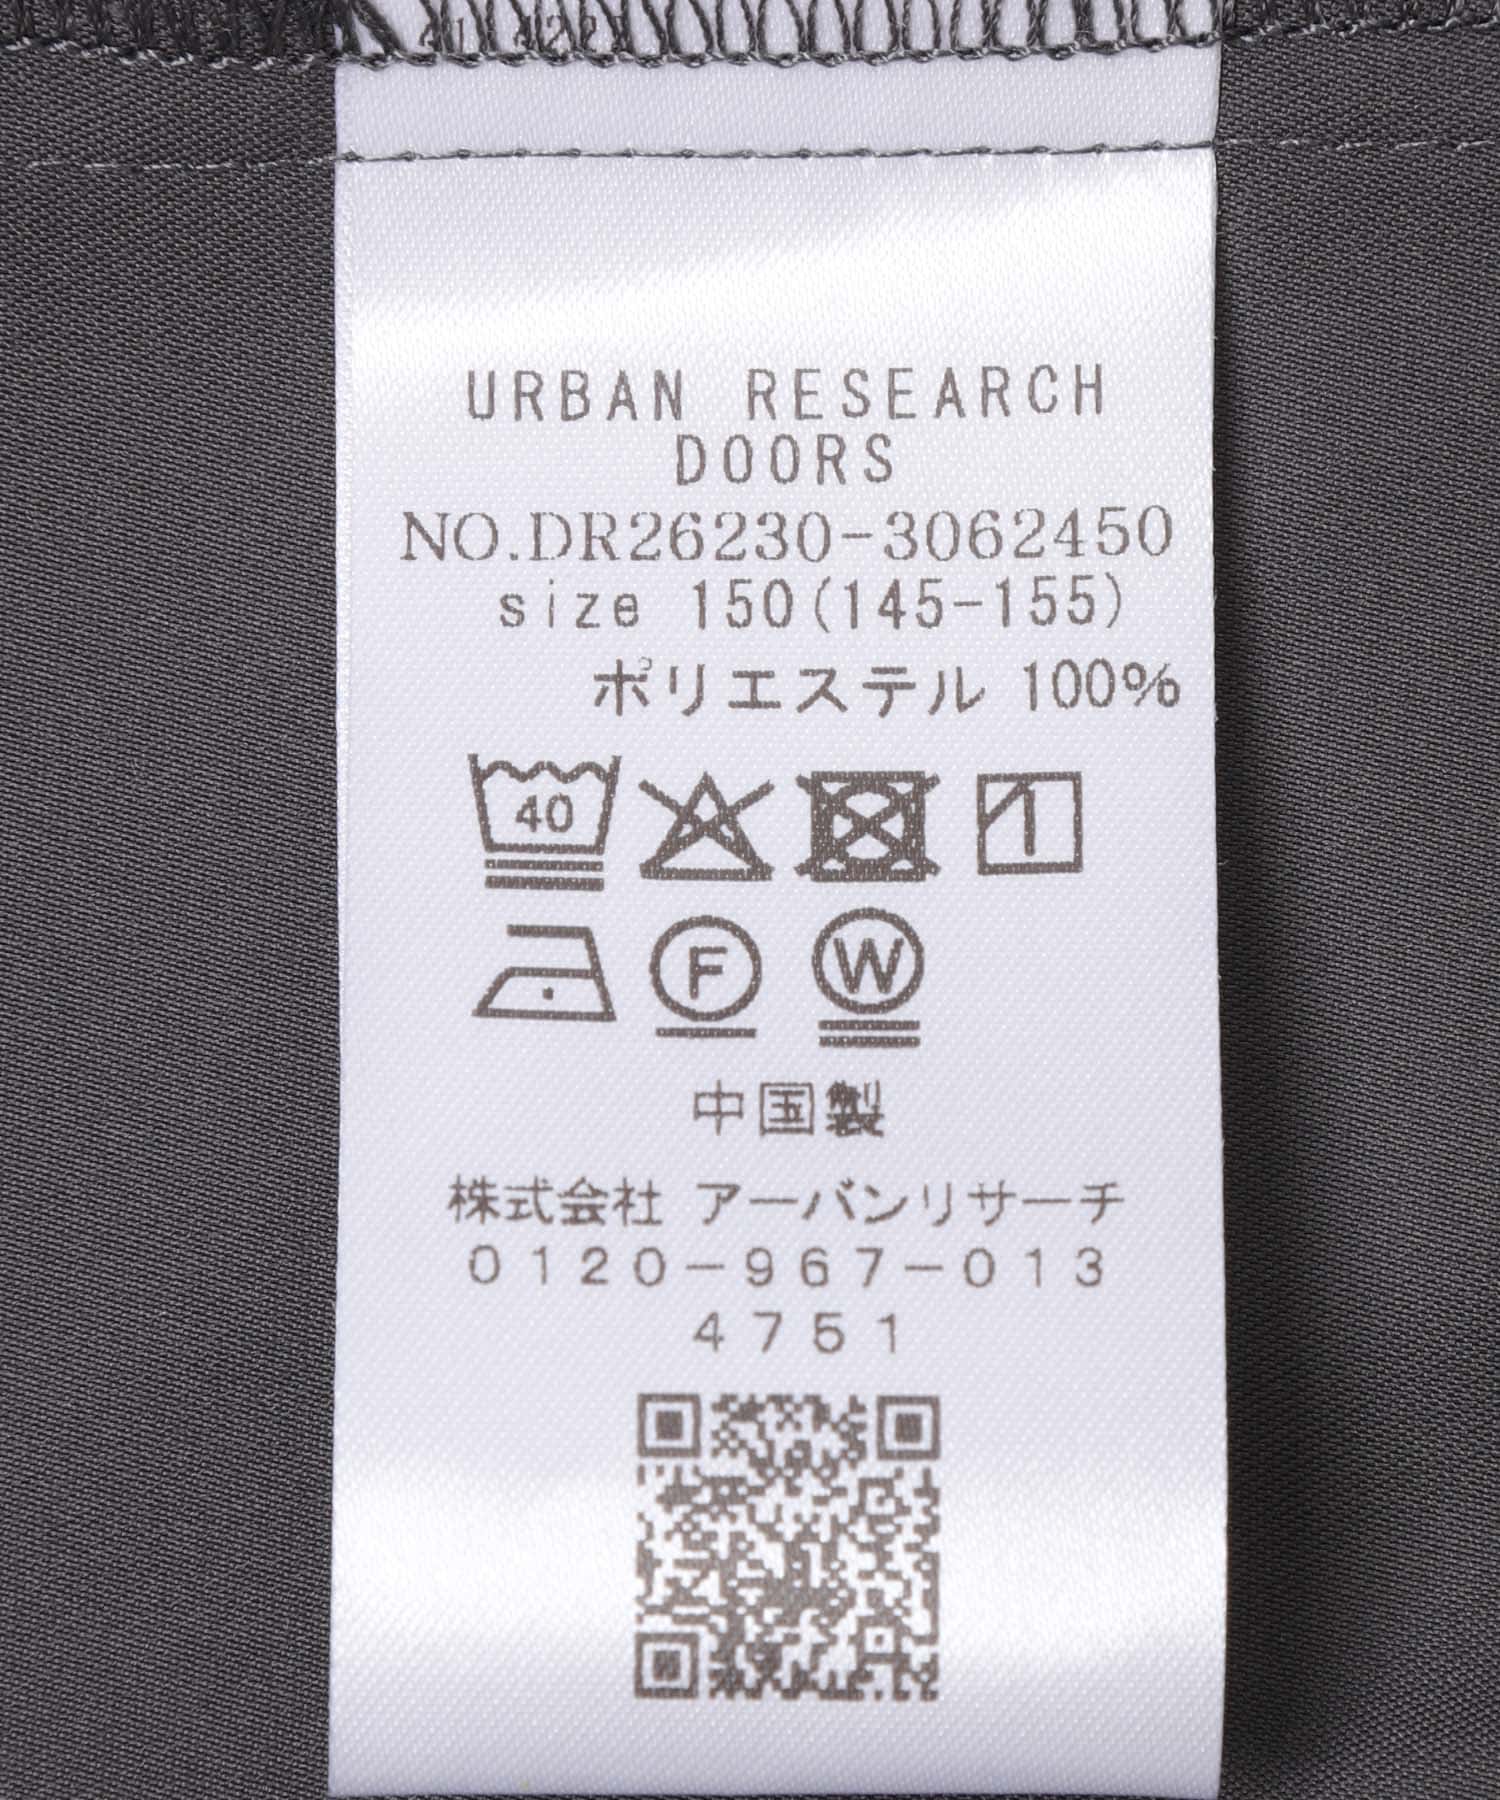 URBAN RESEARCH
DOORS
NO.DR26230-3062450
size 150(145-155)
ポリエステル 100%
40
1
F
W
中国製
株式会社 アーバンリサーチ
0120-967-013
4751